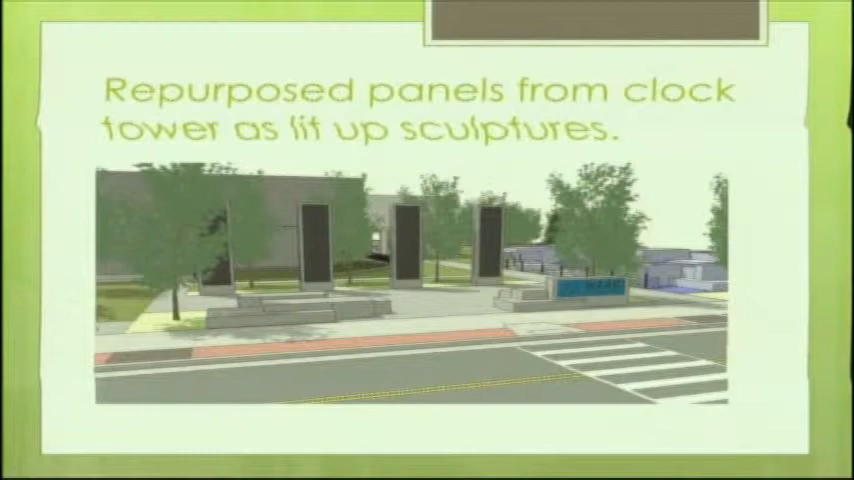 Repurposed panels from clock
tower as lit up sculptures.